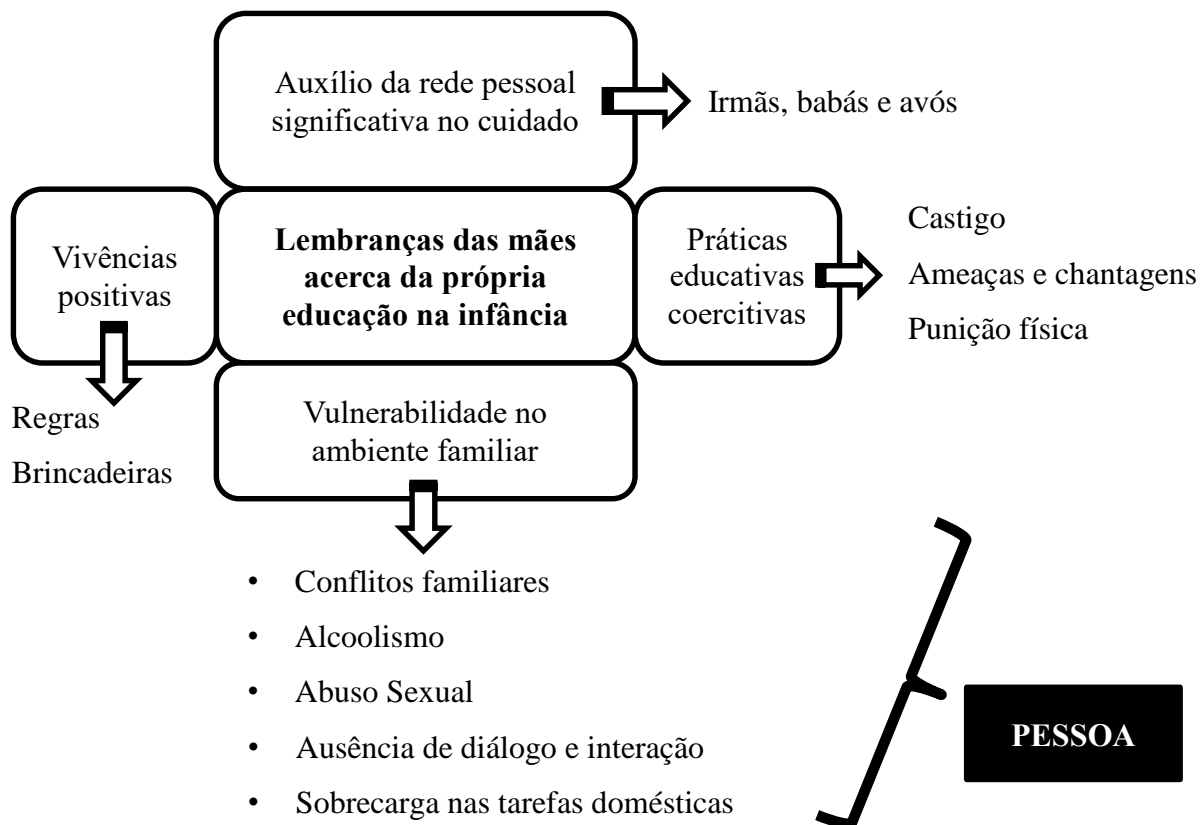 Auxílio da rede pessoal
significativa no cuidado
Irmãs, babás e avós
Vivências
positivas
Lembranças das mães
acerca da própria
educação na infância
Práticas
educativas
coercitivas
Castigo
Ameaças e chantagens
Punição física
Regras
Brincadeiras
Vulnerabilidade no
ambiente familiar
• Conflitos familiares
• Alcoolismo
• Abuso Sexual
• Ausência de diálogo e interação
• Sobrecarga nas tarefas domésticas
PESSOA